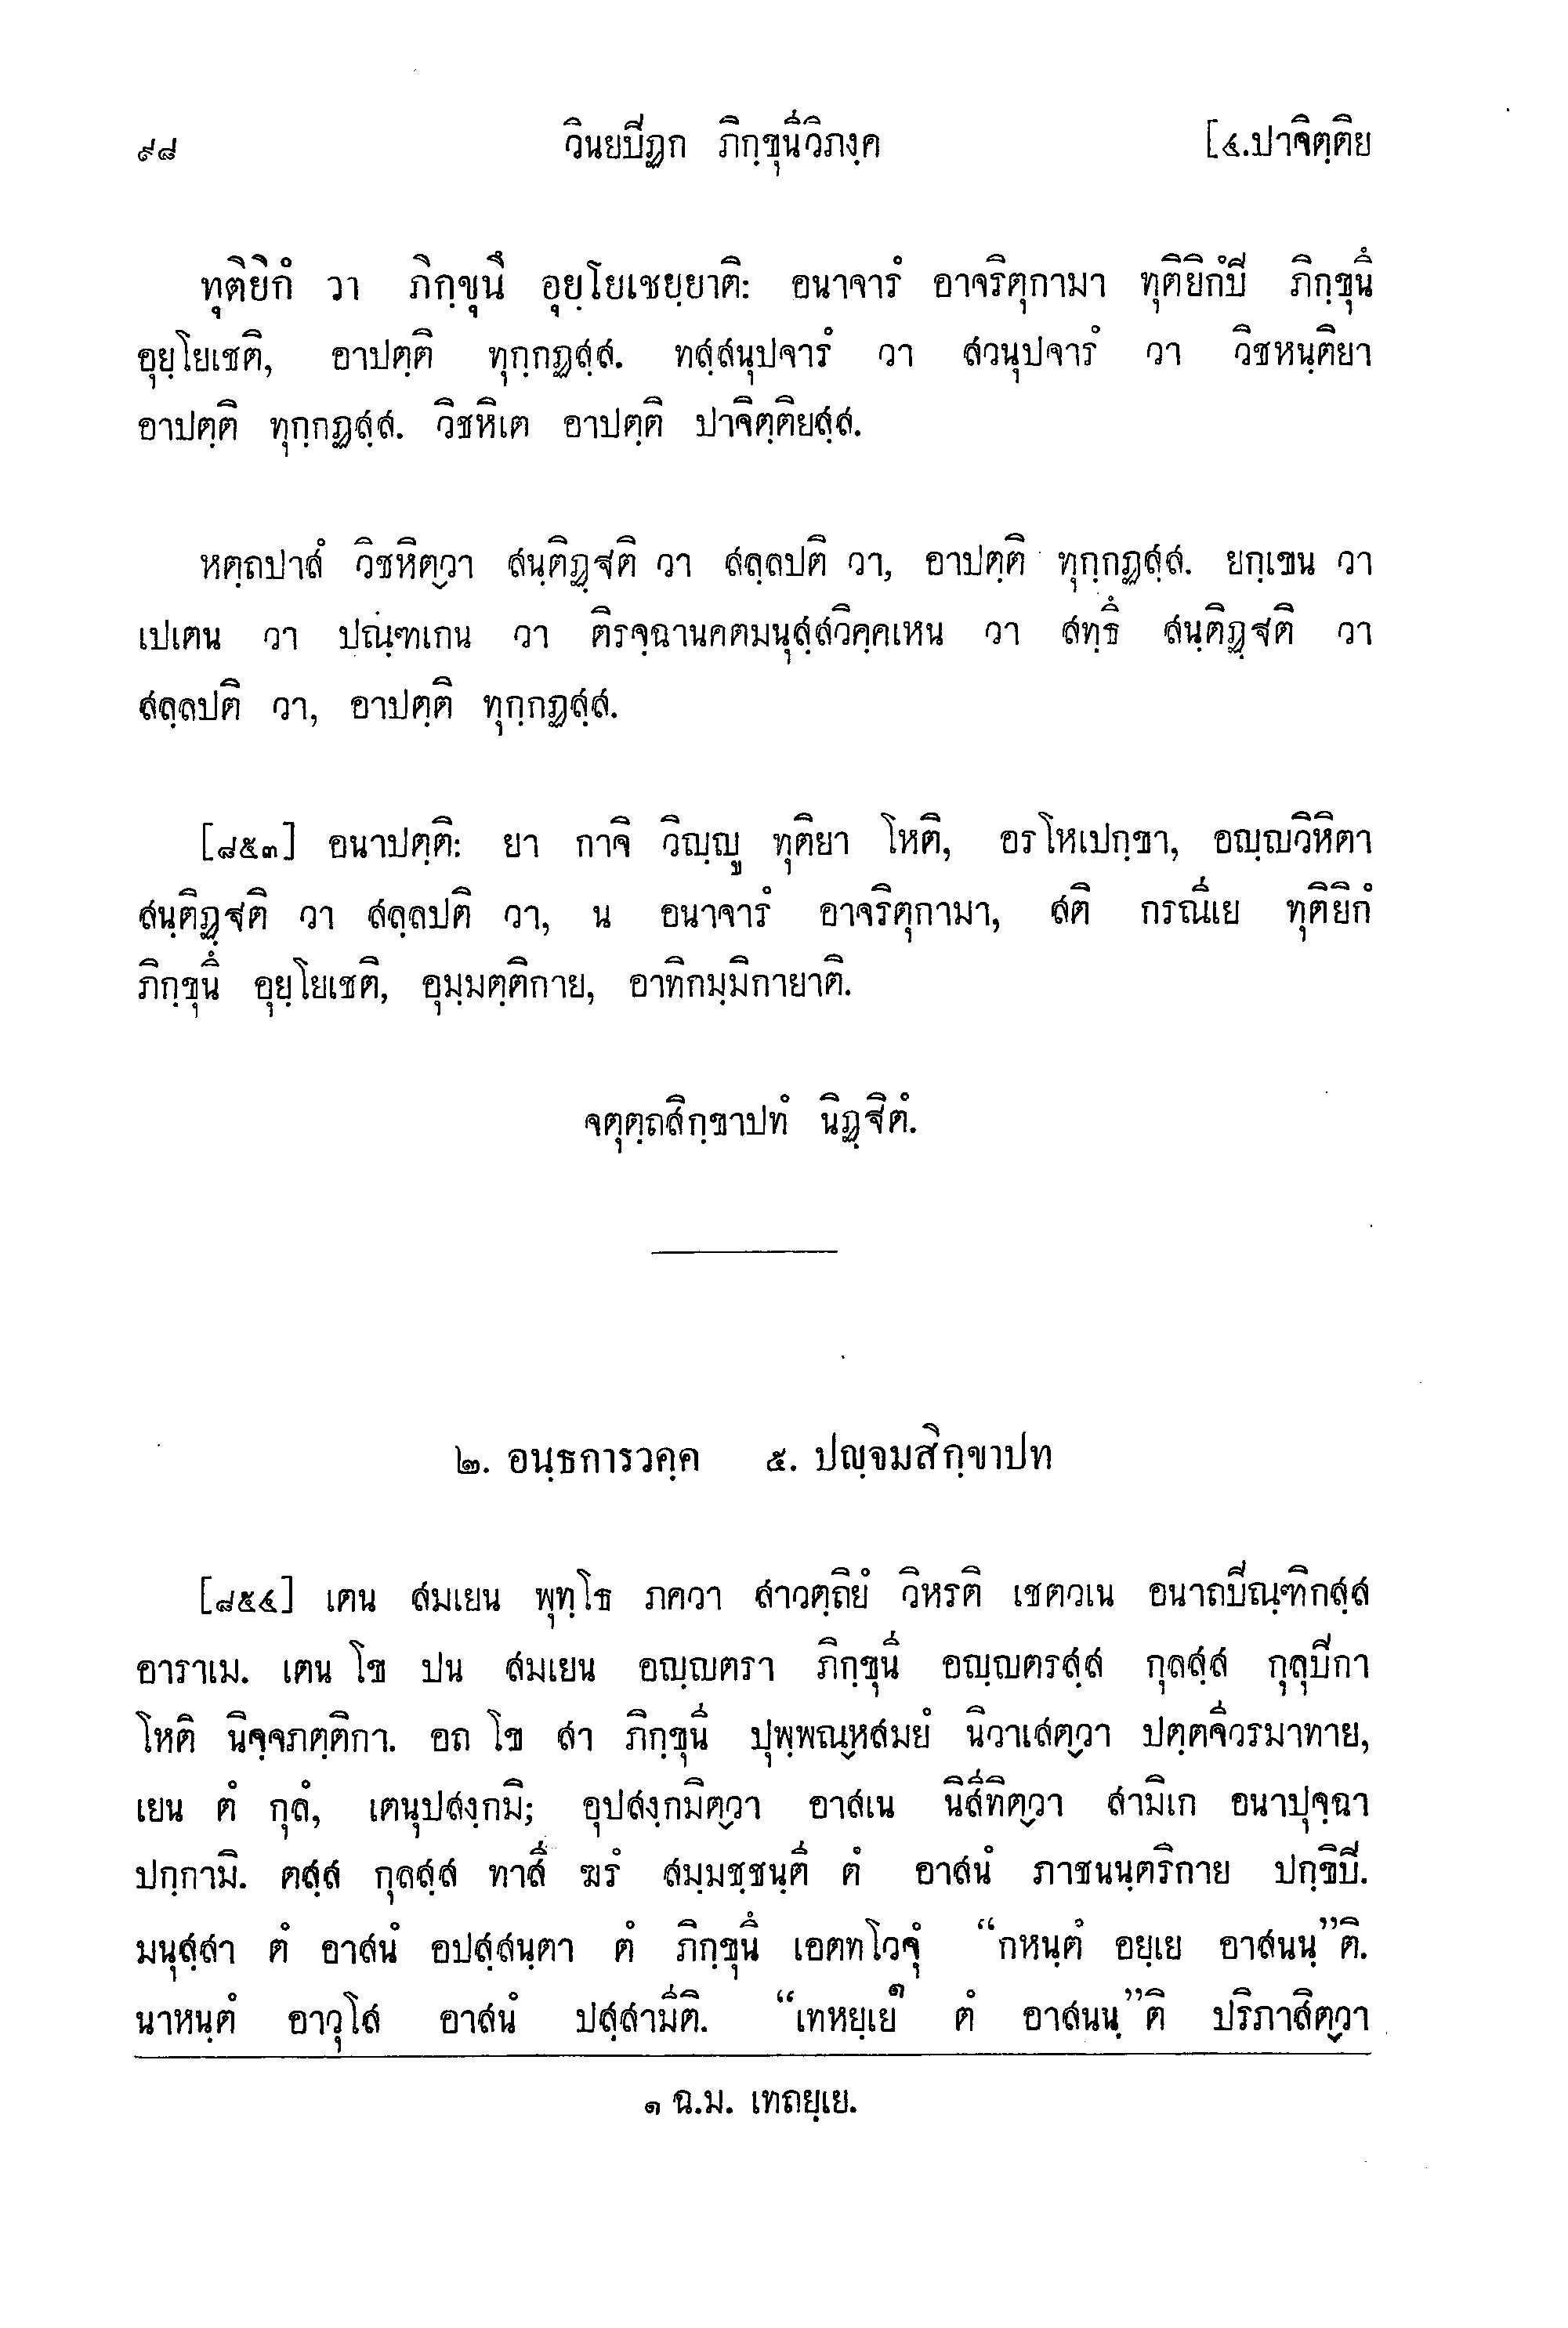 ๙๘ วินยปิฏก ภิกฺขุนีวิภงฺค [๔.ปาจิตฺติย
ทุติยิกํ วา ภิกฺขุนึ อุยฺโยเชยฺยาติ: อนาจารํ อาจริตุกามา ทุติยิกํปิ ภิกฺขุนึ
อุยฺโยเชติ, อาปตฺติ ทุกฺกฏสฺส. ทสฺสนุปจารํ วา สวนุปจารํ วา วิชหนฺติยา
อาปตฺติ ทุกฺกฏสฺส. วิชหิเต อาปตฺติ ปาจิตฺติยสฺส.
หตฺถปาสํ วิชหิตฺวา สนฺติฏฺฐติ วา สลฺลปติ วา, อาปตฺติ ทุกฺกฏสฺส. ยกฺเขน วา
เปเตน วา ปณฺฑเกน วา ติรจฺฉานคตมนุสฺสวิคฺคเหน วา สทฺธึ สนฺติฏฺฐติ วา
สลฺลปติ วา, อาปตฺติ ทุกฺกฏสฺส.
[๘๕๓] อนาปตฺติ: ยา กาจิ วิญฺญู ทุติยา โหติ, อรโหเปกฺขา, อญฺญวิหิตา
สนฺติฏฺฐติ วา สลฺลปติ วา, น อนาจารํ อาจริตุกามา, สติ กรณีเย ทุติยิกํ
ภิกฺขุนึ อุยฺโยเชติ, อุมฺมตฺติกาย, อาทิกมฺมิกายาติ.
จตุตฺถสิกฺขาปทํ นิฏฺฐิตํ.
๒. อนฺธการวคฺค ๕. ปญฺจมสิกฺขาปท
[๘๕๔] เตน สมเยน พุทฺโธ ภควา สาวตฺถิยํ วิหรติ เชตวเน อนาถปิณฺฑิกสฺส
อาราเม. เตน โข ปน สมเยน อญฺญตรา ภิกฺขุนี อญฺญตรสฺส กุลสฺส กุลุปิกา
โหติ นิจฺจภตฺติกา. อถ โข สา ภิกฺขุนี ปุพฺพณฺหสมยํ นิวาเสตฺวา ปตฺตจีวรมาทาย,
เยน ตํ กุลํ, เตนุปสงฺกมิ; อุปสงฺกมิตฺวา อาสเน นิสีทิตฺวา สามิเก อนาปุจฺฉา
ปกฺกามิ. ตสฺส กุลสฺส ทาสี ฆรํ สมฺมชฺชนฺตี ตํ อาสนํ ภาชนนฺตริกาย ปกฺขิปิ.
มนุสฺสา ตํ อาสนํ อปสฺสนฺตา ตํ ภิกฺขุนึ เอตทโวจุํ “กหนฺตํ อยฺเย อาสนนฺ”ติ.
นาหนฺตํ อาวุโส อาสนํ ปสฺสามีติ. “เทหยฺเย๑ ตํ อาสนนฺ”ติ ปริภาสิตฺวา
๑ ฉ.ม. เทถยฺเย.